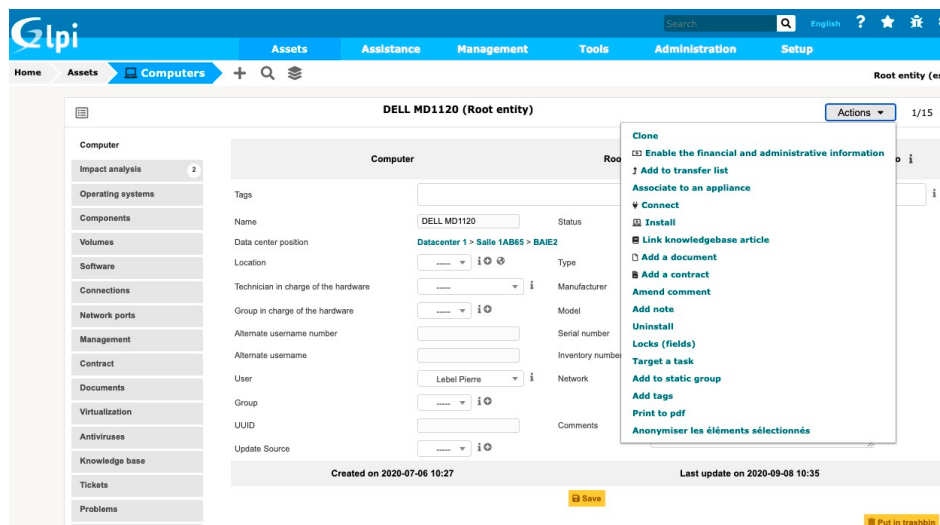 Glpi
Search
English ?
Assets Assistance Management Tools Administration Setup
Home Assets Computers +
Root entity (es
DELL MD1120 (Root entity)
Actions
1/15
Computer
Impact analysis 2
Operating systems
Components
Volumes
Software
Connections
Network ports
Management
Contract
Documents
Virtualization
Antiviruses
Knowledge base
Tickets
Problems
Computer
Roo
o i
Tags
i
Name DELL MD1120
Status
Data center position Datacenter 1 > Salle 1AB65 > BAIE2
Location ----- i
Type
Technician in charge of the hardware ----- i
Manufacturer
Group in charge of the hardware ----- i
Model
Alternate username number
Serial number
Alternate username
Inventory number
User Lebel Pierre i
Network
Group ----- i
UUID
Comments
Update Source ----- i
Clone
Enable the financial and administrative information
Add to transfer list
Associate to an appliance
Connect
Install
Link knowledgebase article
Add a document
Add a contract
Amend comment
Add note
Uninstall
Locks (fields)
Target a task
Add to static group
Add tags
Print to pdf
Anonymiser les éléments sélectionnés
Created on 2020-07-06 10:27
Last update on 2020-09-08 10:35
Save
Put in trashbin